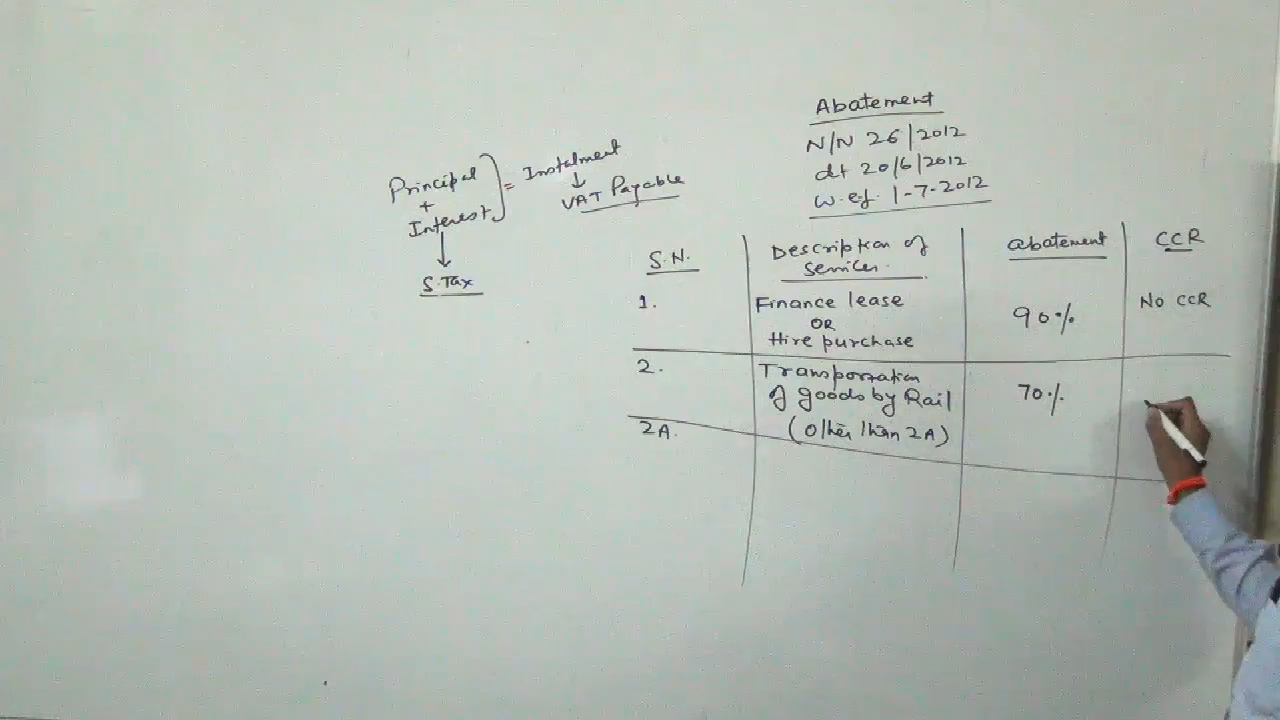 Abatement
N/N 26/2012
dt 20/6/2012
w.ef. 1-7-2012
Principal
+
Interest
= Instalment
↓
VAT Payable
↓
S.Tax
S.N.
Description of
services.
abatement
CCR
1.
Finance lease
OR
Hire purchase
90%
No CCR
2.
Transportation
of goods by Rail
(Other than 2A)
70%
2A.